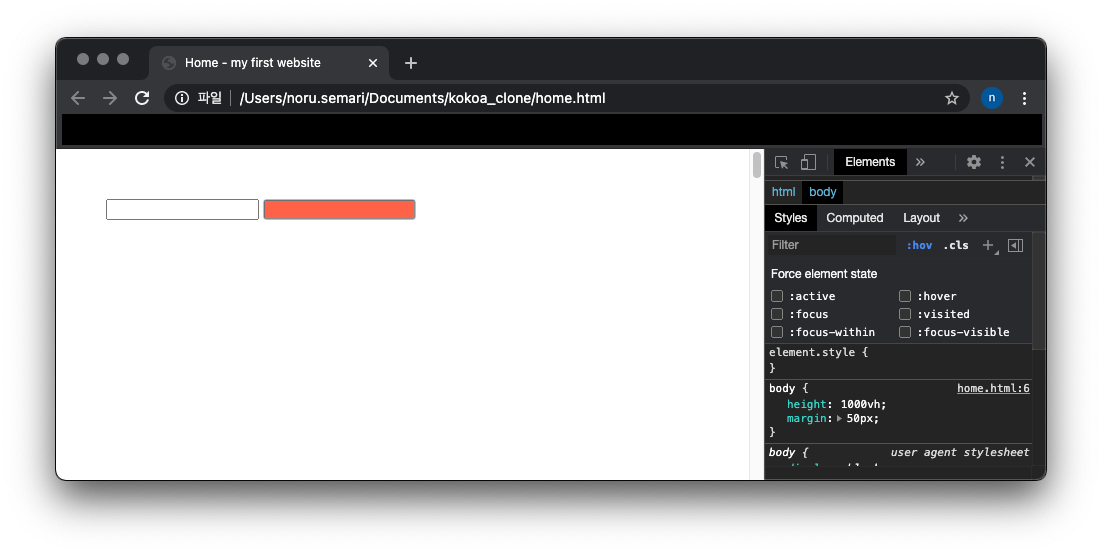 Home - my first website
파일 /Users/noru.semari/Documents/kokoa_clone/home.html
n
Elements
html body
Styles Computed Layout
Filter :hov .cls
Force element state
:active :hover
:focus :visited
:focus-within :focus-visible
element.style {
}
body { home.html:6
height: 1000vh;
margin: 50px;
}
body { user agent stylesheet